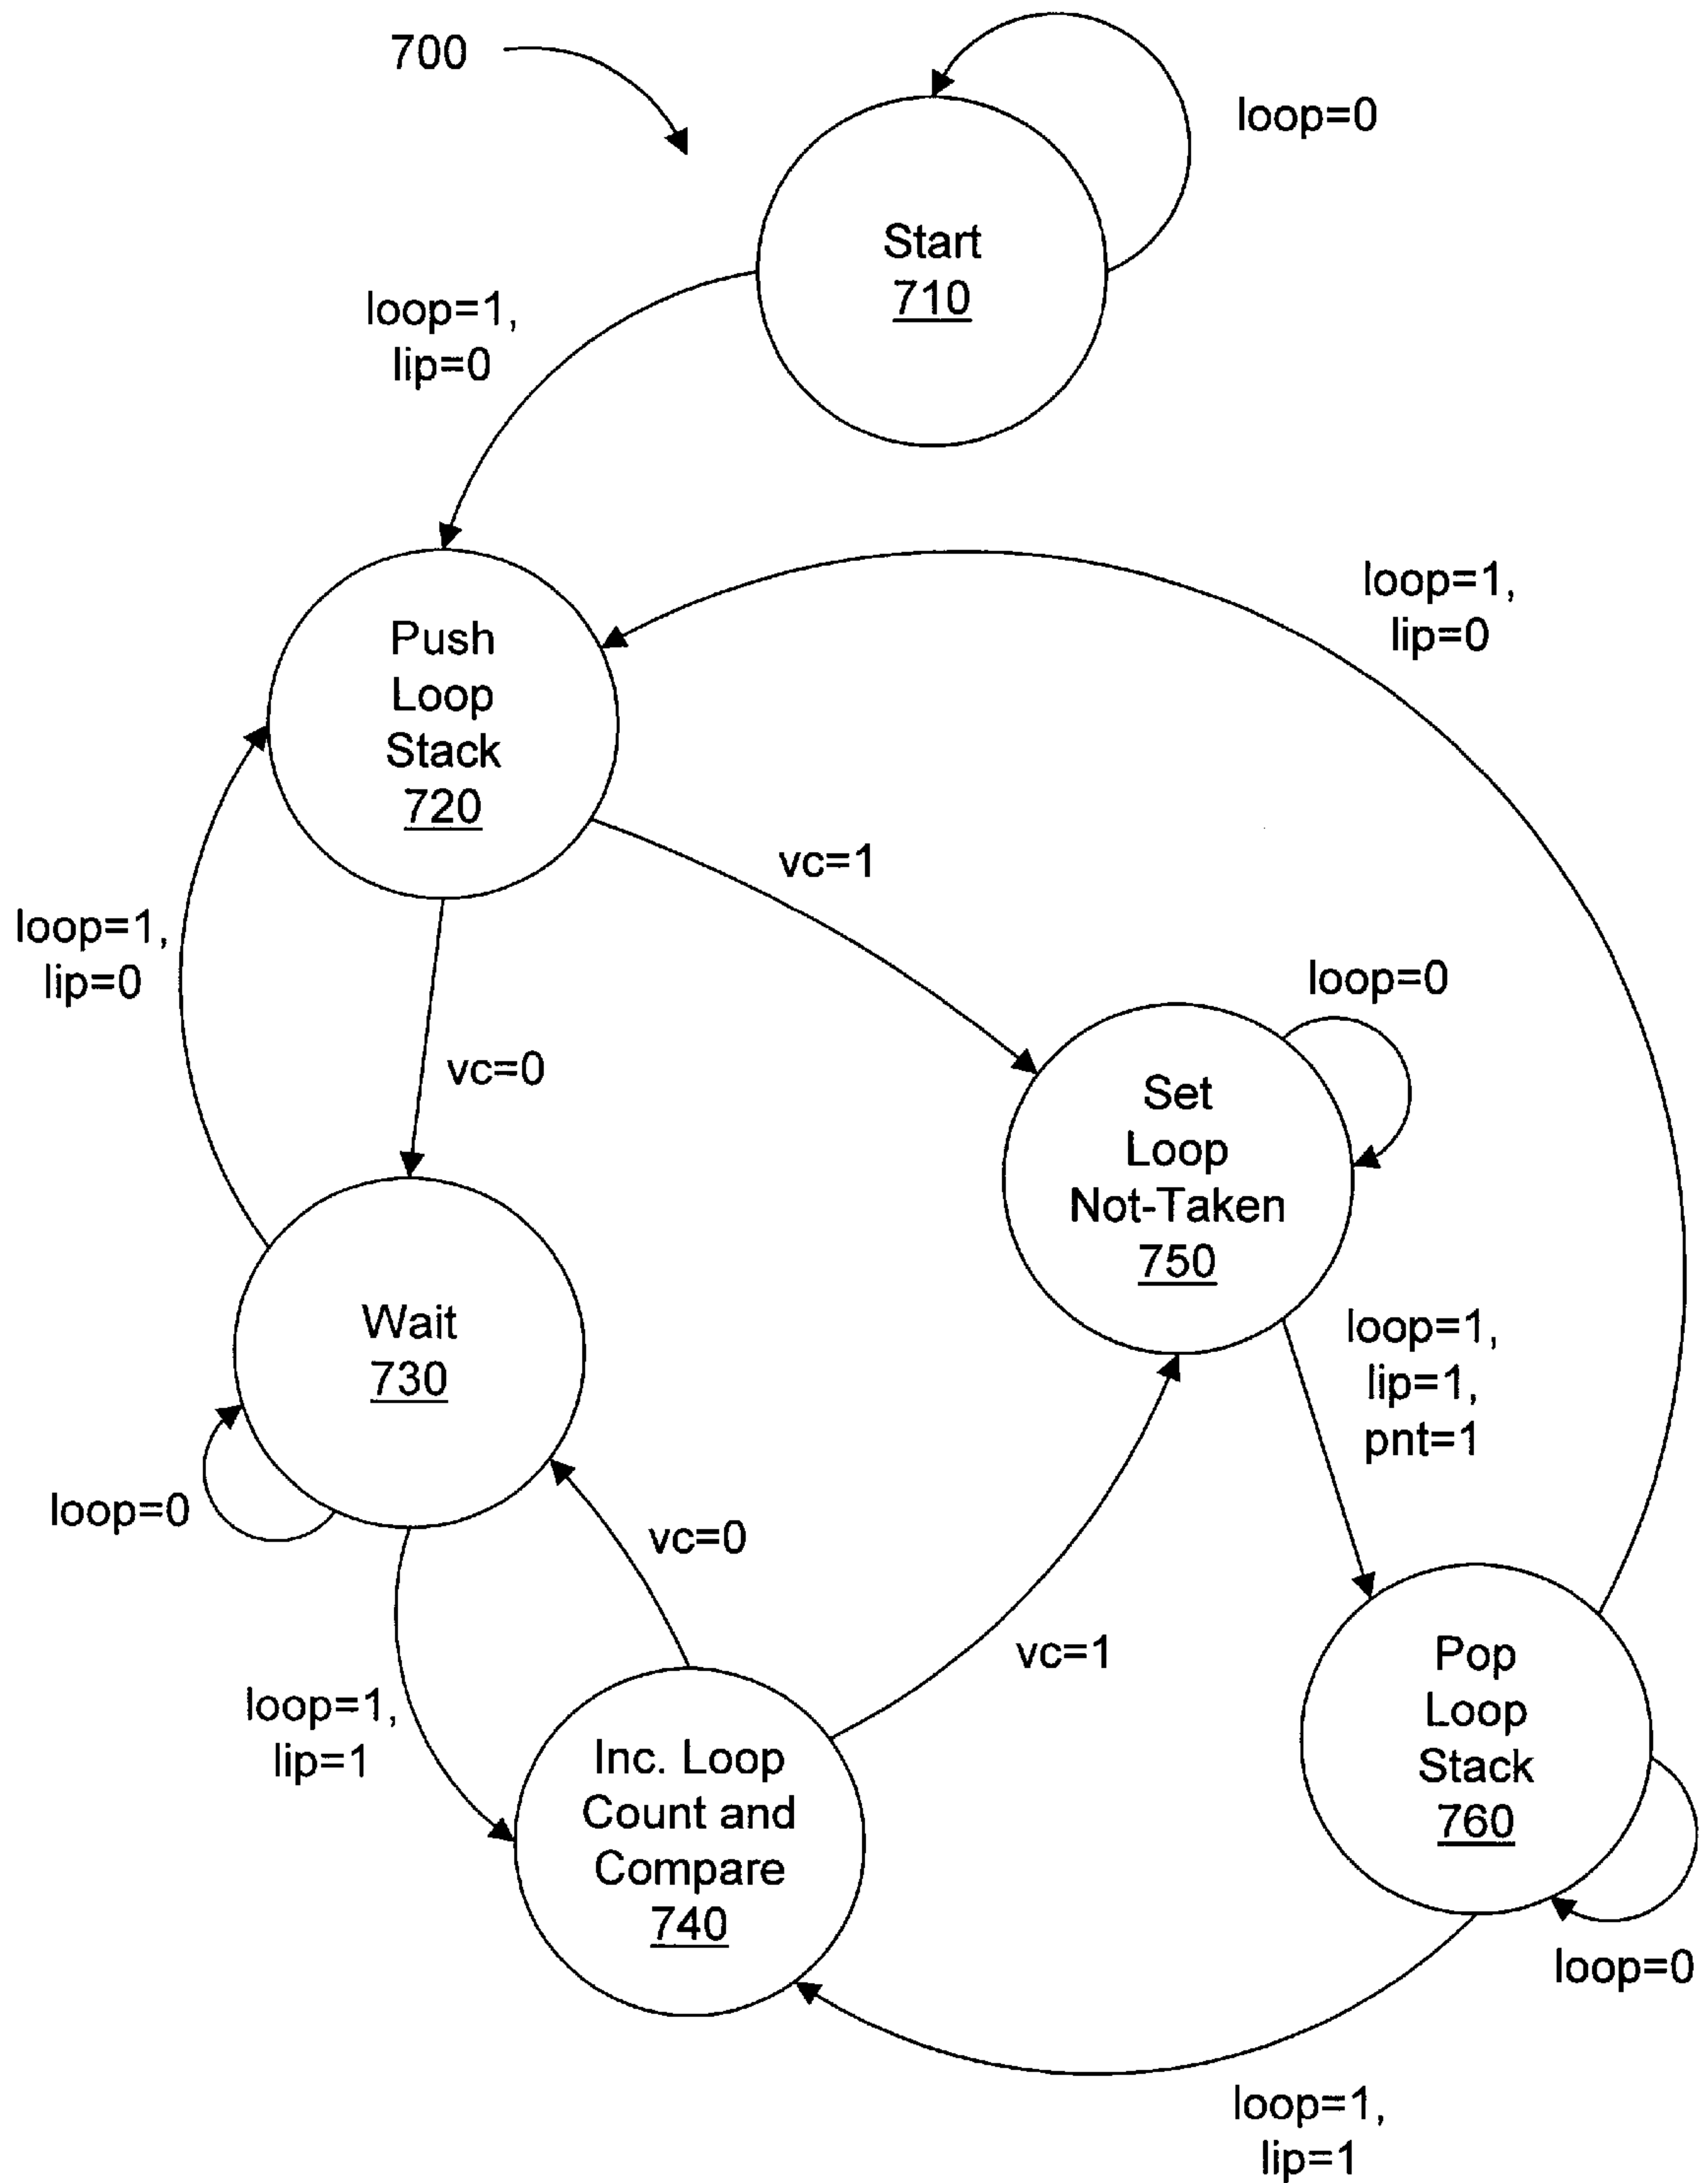 700
loop=0
Start
710
loop=1,
lip=0
loop=1,
lip=0
Push
Loop
Stack
720
vc=1
loop=1,
lip=0
loop=0
vc=0
Set
Loop
Not-Taken
750
Wait
730
loop=1,
lip=1,
pnt=1
loop=0
vc=0
vc=1
Pop
Loop
Stack
760
loop=1,
lip=1
Inc. Loop
Count and
Compare
740
loop=0
loop=1,
lip=1